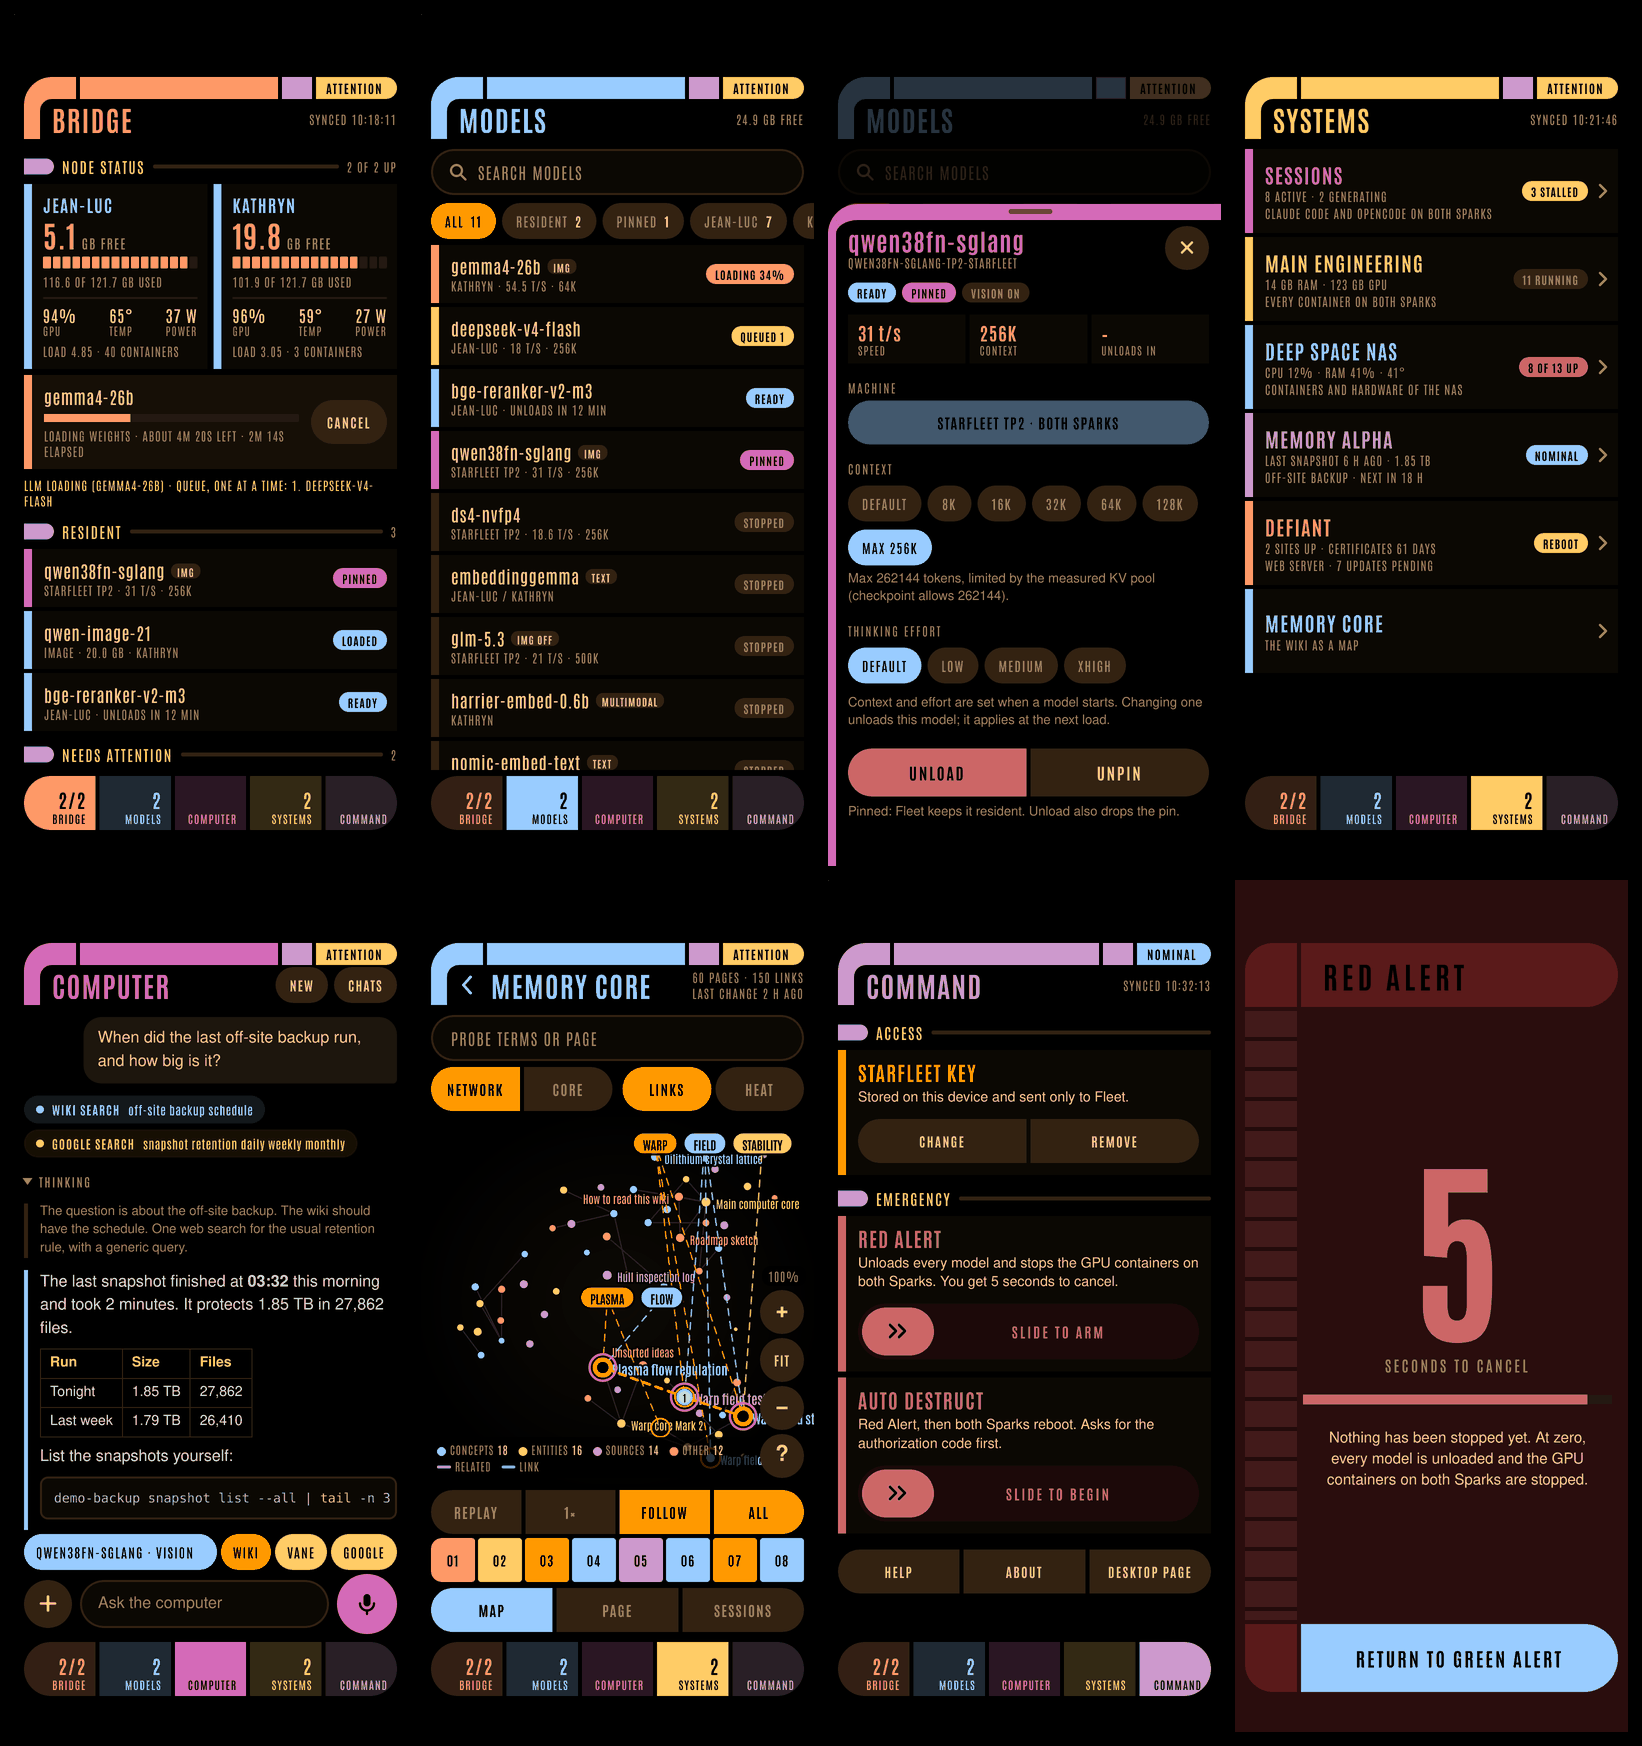 ATTENTION
BRIDGE
SYNCED 10:18:11
NODE STATUS
2 OF 2 UP
JEAN-LUC
5.1 GB FREE
116.6 OF 121.7 GB USED
94% 65° 37 W
GPU TEMP POWER
LOAD 4.85 · 40 CONTAINERS
KATHRYN
19.8 GB FREE
101.9 OF 121.7 GB USED
96% 59° 27 W
GPU TEMP POWER
LOAD 3.05 · 3 CONTAINERS
gemma4-26b
CANCEL
LOADING WEIGHTS · ABOUT 4M 20S LEFT · 2M 14S
ELAPSED
LLM LOADING (GEMMA4-26B) · QUEUE, ONE AT A TIME: 1. DEEPSEEK-V4-
FLASH
RESIDENT
3
qwen38fn-sglang IMG
STARFLEET TP2 · 31 T/S · 256K
PINNED
qwen-image-21
IMAGE · 20.0 GB · KATHRYN
LOADED
bge-reranker-v2-m3
JEAN-LUC · UNLOADS IN 12 MIN
READY
NEEDS ATTENTION
2
2/2 2 2
BRIDGE MODELS COMPUTER SYSTEMS COMMAND
ATTENTION
MODELS
24.9 GB FREE
SEARCH MODELS
ALL 11 RESIDENT 2 PINNED 1 JEAN-LUC 7 K
gemma4-26b IMG
KATHRYN · 54.5 T/S · 64K
LOADING 34%
deepseek-v4-flash
JEAN-LUC · 18 T/S · 256K
QUEUED 1
bge-reranker-v2-m3
JEAN-LUC · UNLOADS IN 12 MIN
READY
qwen38fn-sglang IMG
STARFLEET TP2 · 31 T/S · 256K
PINNED
ds4-nvfp4
STARFLEET TP2 · 18.6 T/S · 256K
STOPPED
embeddinggemma TEXT
JEAN-LUC / KATHRYN
STOPPED
glm-5.3 IMG OFF
STARFLEET TP2 · 21 T/S · 500K
STOPPED
harrier-embed-0.6b MULTIMODAL
KATHRYN
STOPPED
nomic-embed-text TEXT
STOPPED
2/2 2 2
BRIDGE MODELS COMPUTER SYSTEMS COMMAND
ATTENTION
MODELS
24.9 GB FREE
SEARCH MODELS
qwen38fn-sglang
QWEN38FN-SGLANG-TP2-STARFLEET
READY PINNED VISION ON
31 t/s 256K -
SPEED CONTEXT UNLOADS IN
MACHINE
STARFLEET TP2 · BOTH SPARKS
CONTEXT
DEFAULT 8K 16K 32K 64K 128K
MAX 256K
Max 262144 tokens, limited by the measured KV pool
(checkpoint allows 262144).
THINKING EFFORT
DEFAULT LOW MEDIUM XHIGH
Context and effort are set when a model starts. Changing one
unloads this model; it applies at the next load.
UNLOAD UNPIN
Pinned: Fleet keeps it resident. Unload also drops the pin.
ATTENTION
SYSTEMS
SYNCED 10:21:46
SESSIONS
8 ACTIVE · 2 GENERATING
CLAUDE CODE AND OPENCODE ON BOTH SPARKS
3 STALLED
MAIN ENGINEERING
14 GB RAM · 123 GB GPU
EVERY CONTAINER ON BOTH SPARKS
11 RUNNING
DEEP SPACE NAS
CPU 12% · RAM 41% · 41°
CONTAINERS AND HARDWARE OF THE NAS
8 OF 13 UP
MEMORY ALPHA
LAST SNAPSHOT 6 H AGO · 1.85 TB
OFF-SITE BACKUP · NEXT IN 18 H
NOMINAL
DEFIANT
2 SITES UP · CERTIFICATES 61 DAYS
WEB SERVER · 7 UPDATES PENDING
REBOOT
MEMORY CORE
THE WIKI AS A MAP
2/2 2 2
BRIDGE MODELS COMPUTER SYSTEMS COMMAND
ATTENTION
COMPUTER
NEW CHATS
When did the last off-site backup run,
and how big is it?
WIKI SEARCH off-site backup schedule
GOOGLE SEARCH snapshot retention daily weekly monthly
THINKING
The question is about the off-site backup. The wiki should
have the schedule. One web search for the usual retention
rule, with a generic query.
The last snapshot finished at 03:32 this morning
and took 2 minutes. It protects 1.85 TB in 27,862
files.
Run Size Files
Tonight 1.85 TB 27,862
Last week 1.79 TB 26,410
List the snapshots yourself:
demo-backup snapshot list --all | tail -n 3
QWEN38FN-SGLANG · VISION WIKI VANE GOOGLE
Ask the computer
2/2 2 2
BRIDGE MODELS COMPUTER SYSTEMS COMMAND
ATTENTION
MEMORY CORE
60 PAGES · 150 LINKS
LAST CHANGE 2 H AGO
PROBE TERMS OR PAGE
NETWORK CORE LINKS HEAT
WARP FIELD STABILITY
Dilithium crystal lattice
How to read this wiki
Main computer core
Roadmap sketch
Hull inspection log
100%
PLASMA FLOW
+
FIT
Unsorted ideas
Plasma flow regulation
1
Warp field
−
Warp core Mark 2
?
CONCEPTS 18 ENTITIES 16 SOURCES 14 OTHER 12
RELATED LINK
Warp field
REPLAY 1× FOLLOW ALL
01 02 03 04 05 06 07 08
MAP PAGE SESSIONS
2/2 2 2
BRIDGE MODELS COMPUTER SYSTEMS COMMAND
NOMINAL
COMMAND
SYNCED 10:32:13
ACCESS
STARFLEET KEY
Stored on this device and sent only to Fleet.
CHANGE REMOVE
EMERGENCY
RED ALERT
Unloads every model and stops the GPU containers on
both Sparks. You get 5 seconds to cancel.
SLIDE TO ARM
AUTO DESTRUCT
Red Alert, then both Sparks reboot. Asks for the
authorization code first.
SLIDE TO BEGIN
HELP ABOUT DESKTOP PAGE
2/2 2
BRIDGE MODELS COMPUTER SYSTEMS COMMAND
RED ALERT
5
SECONDS TO CANCEL
Nothing has been stopped yet. At zero,
every model is unloaded and the GPU
containers on both Sparks are stopped.
RETURN TO GREEN ALERT